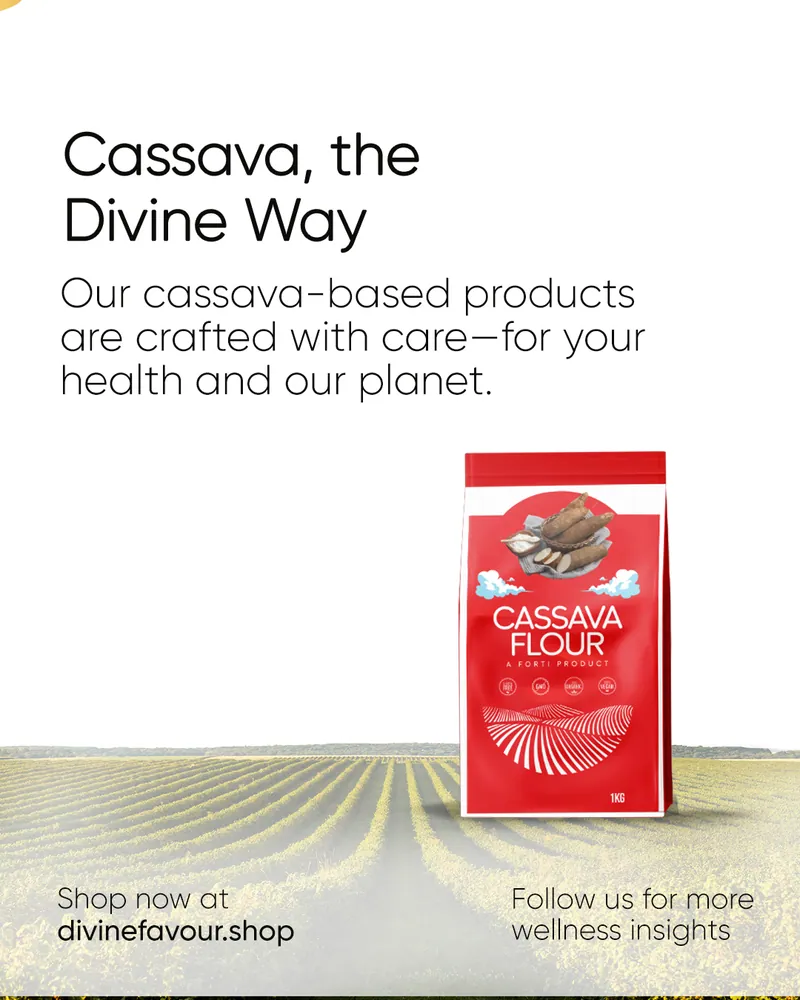 Cassava, the
Divine Way
Our cassava-based products
are crafted with care—for your
health and our planet.
CASSAVA
FLOUR
A FORTI PRODUCT
GMO
VEGAN
1KG
Shop now at
divinefavour.shop
Follow us for more
wellness insights